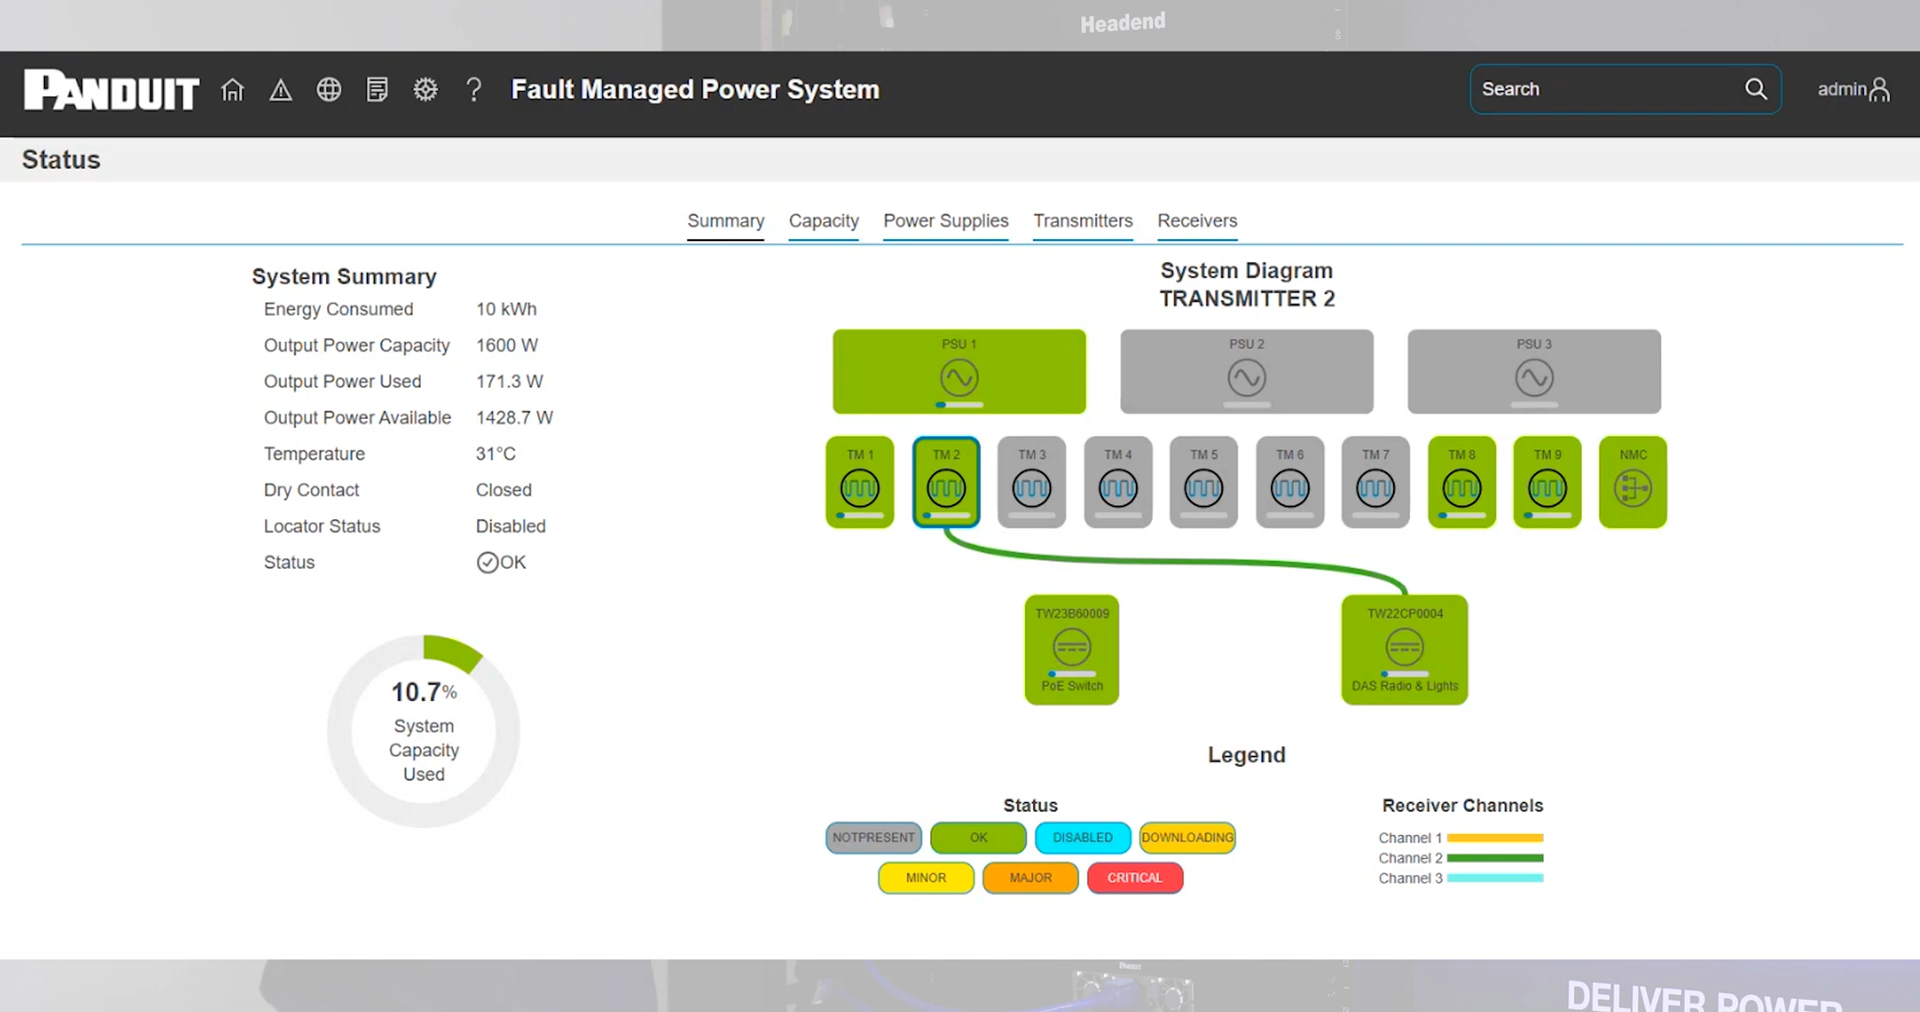 Headend
PANDUIT
Fault Managed Power System
Search
admin
Status
Summary Capacity Power Supplies Transmitters Receivers
System Summary
Energy Consumed 10 kWh
Output Power Capacity 1600 W
Output Power Used 171.3 W
Output Power Available 1428.7 W
Temperature 31°C
Dry Contact Closed
Locator Status Disabled
Status OK
10.7%
System
Capacity
Used
System Diagram
TRANSMITTER 2
PSU 1 PSU 2 PSU 3
TM 1 TM 2 TM 3 TM 4 TM 5 TM 6 TM 7 TM 8 TM 9 NMC
TW23B60009
PoE Switch
TW22CP0004
DAS Radio & Lights
Legend
Status
NOTPRESENT OK DISABLED DOWNLOADING
MINOR MAJOR CRITICAL
Receiver Channels
Channel 1
Channel 2
Channel 3
PANDUIT
DELIVER POWER